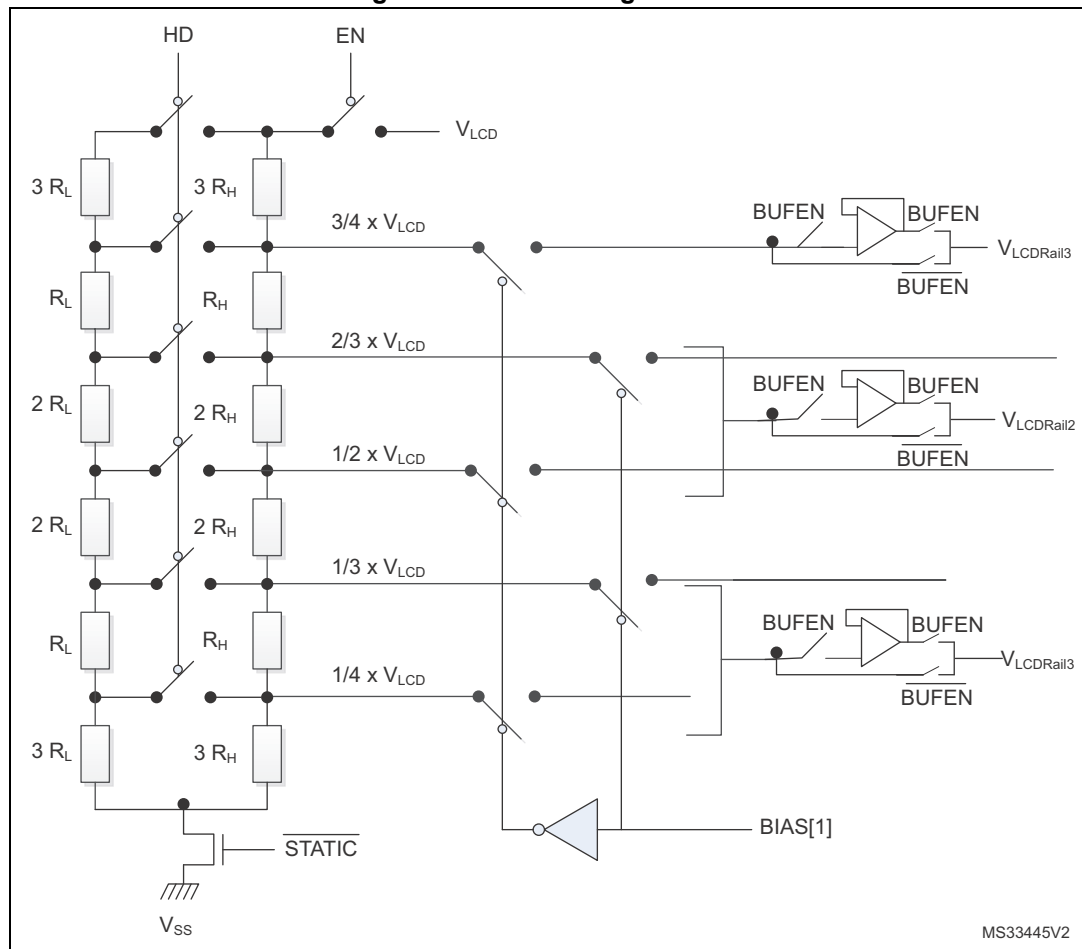 HD EN
V_LCD
3 R_L 3 R_H
3/4 x V_LCD
BUFEN BUFEN
V_LCDRail3
BUFEN
R_L R_H
2/3 x V_LCD
BUFEN BUFEN
2 R_L 2 R_H
V_LCDRail2
BUFEN
1/2 x V_LCD
2 R_L 2 R_H
1/3 x V_LCD
BUFEN BUFEN
R_L R_H
V_LCDRail3
BUFEN
1/4 x V_LCD
3 R_L 3 R_H
BIAS[1]
STATIC
V_SS
MS33445V2